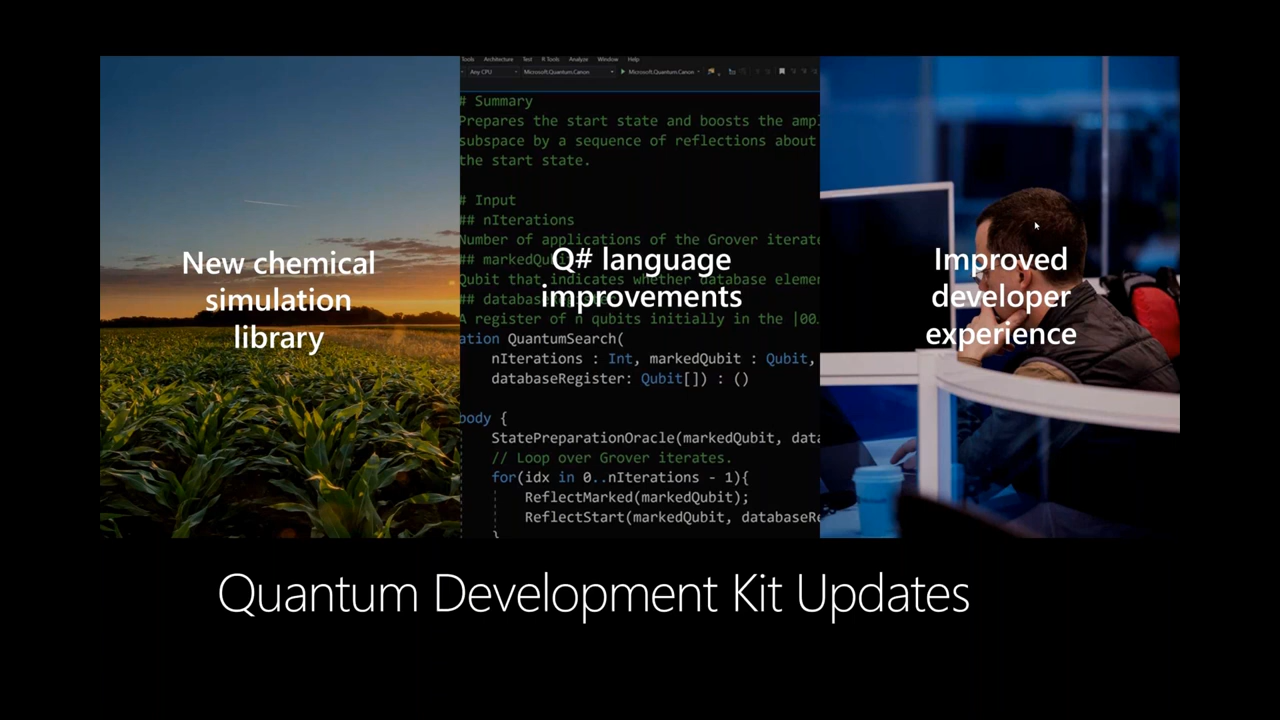 New chemical
simulation
library
Tools Architecture Test R Tools Analyze Window Help
Any CPU Microsoft.Quantum.Canon Microsoft.Quantum.Canon
# Summary
Prepares the start state and boosts the ampl
subspace by a sequence of reflections about
the start state.
# Input
## nIterations
Number of applications of the Grover iterate
## markedQubit
Qubit that indicates whether database elemen
## database
A register of n qubits initially in the |00
ation QuantumSearch(
nIterations : Int, markedQubit : Qubit,
databaseRegister: Qubit[]) : ()
body {
StatePreparationOracle(markedQubit, data
// Loop over Grover iterates.
for(idx in 0..nIterations - 1){
ReflectMarked(markedQubit);
ReflectStart(markedQubit, databaseRe
}
Q# language
improvements
Improved
developer
experience
Quantum Development Kit Updates